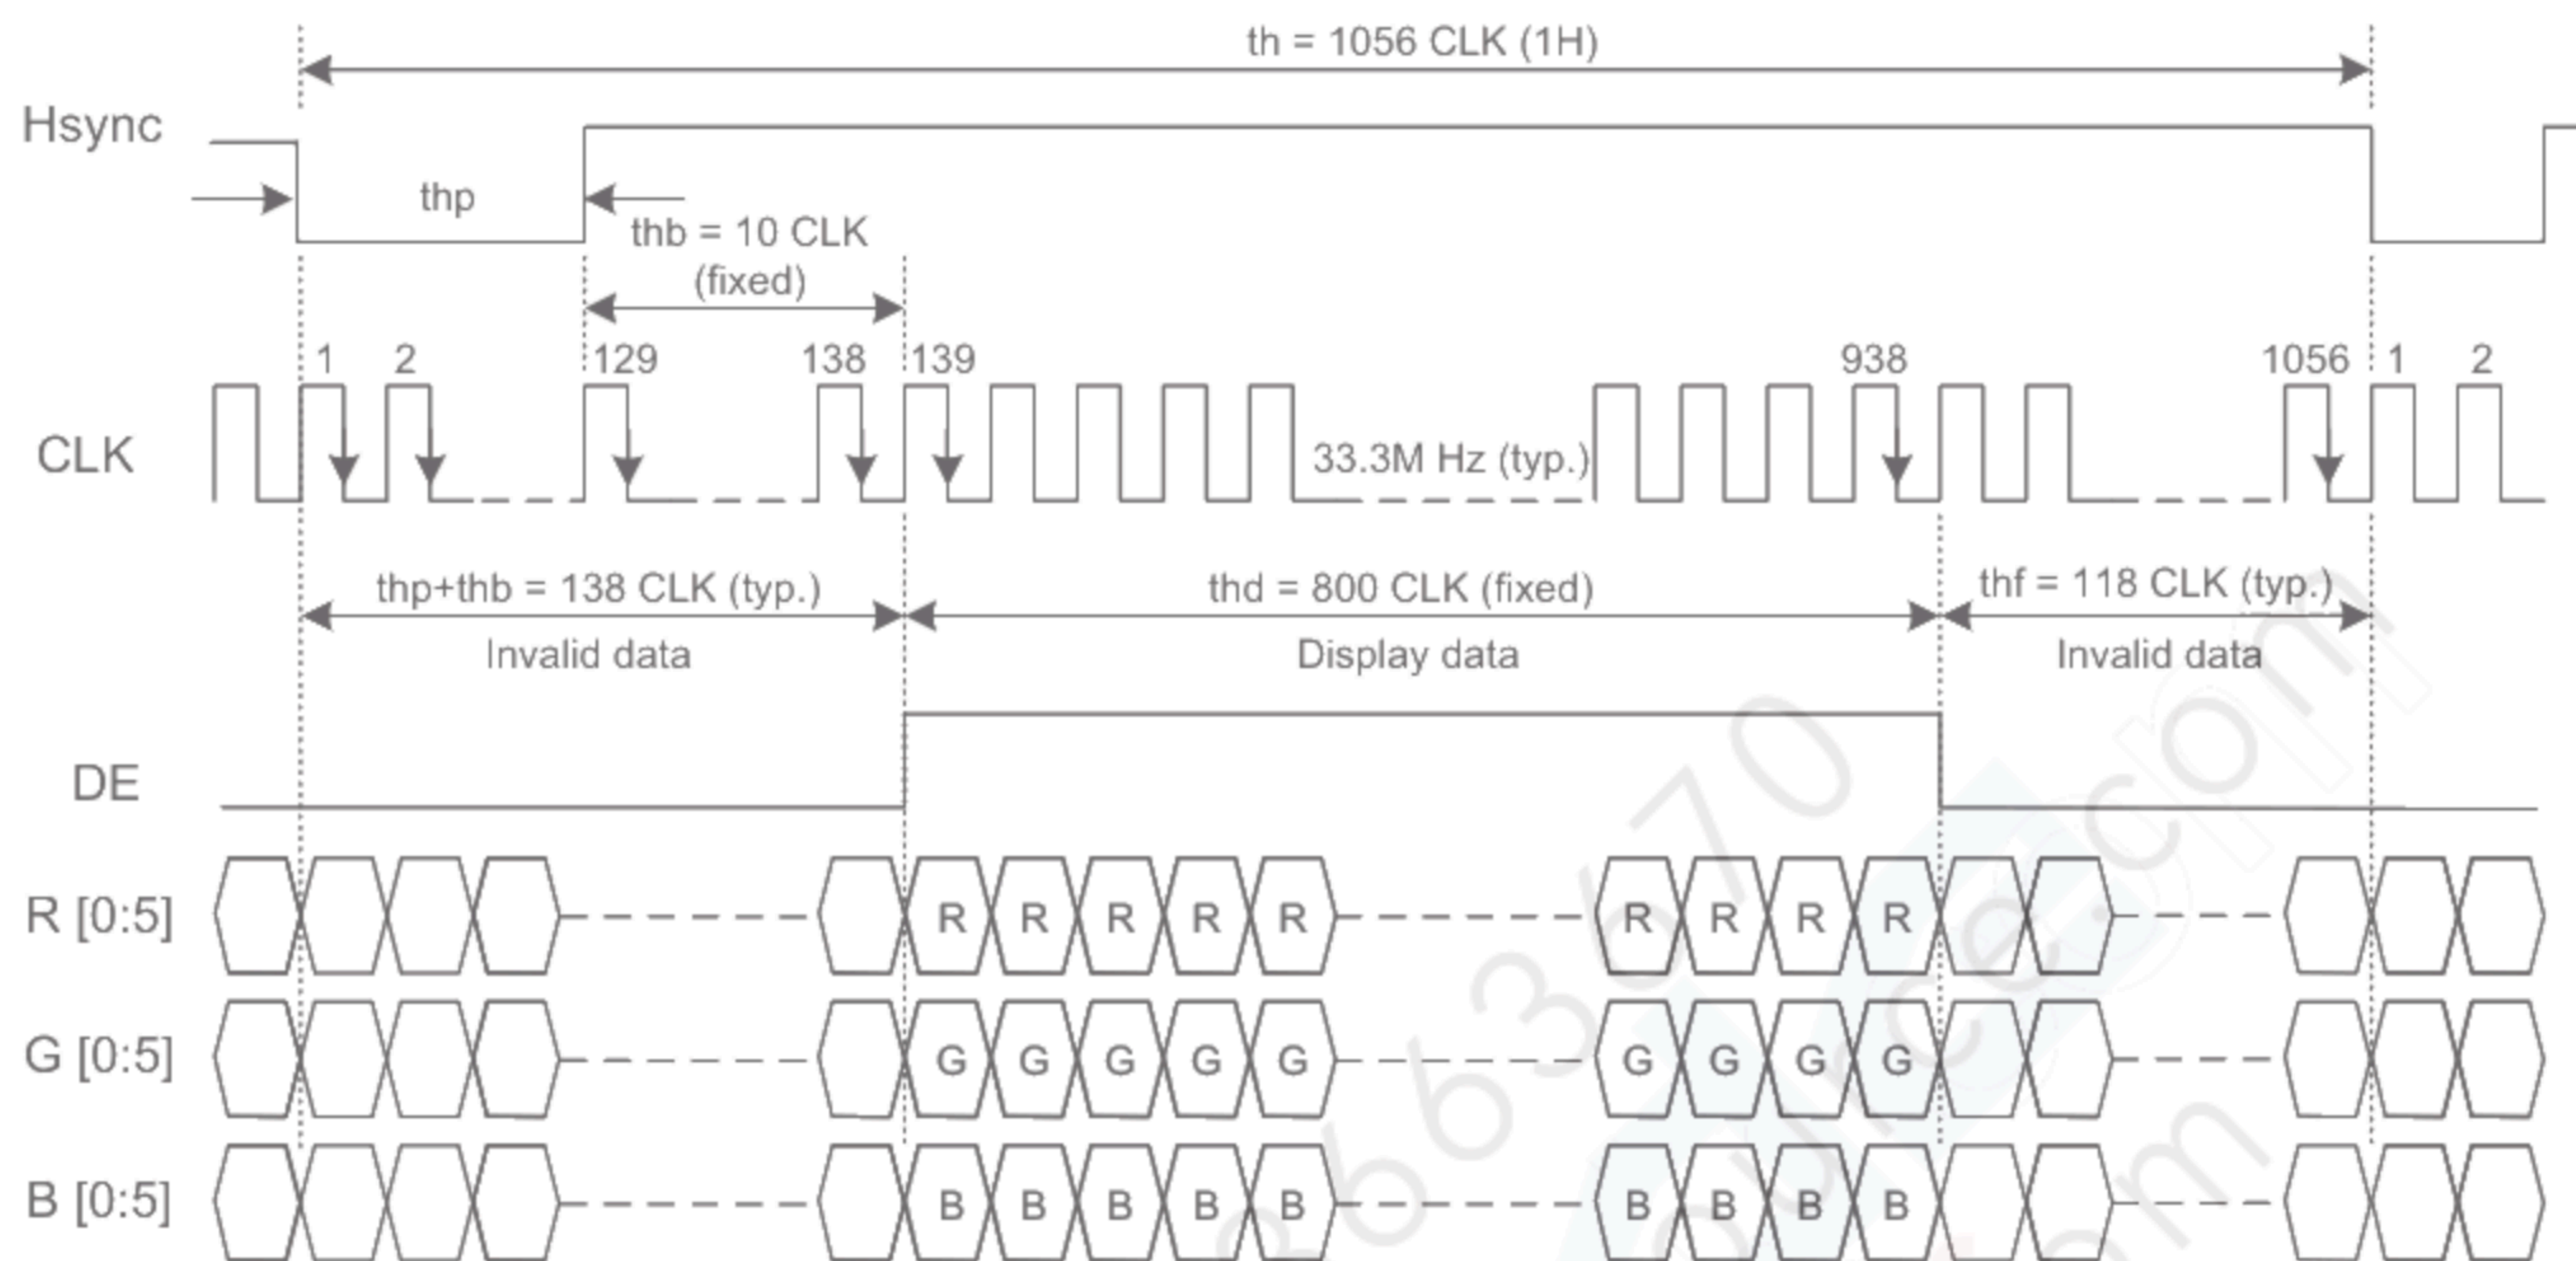 th = 1056 CLK (1H)
Hsync
thp
thb = 10 CLK
(fixed)
1 2 129 138 139 938 1056 1 2
CLK
33.3M Hz (typ.)
thp+thb = 138 CLK (typ.)
thd = 800 CLK (fixed)
thf = 118 CLK (typ.)
Invalid data
Display data
Invalid data
DE
R [0:5] R R R R R R R R R
G [0:5] G G G G G G G G G
B [0:5] B B B B B B B B B